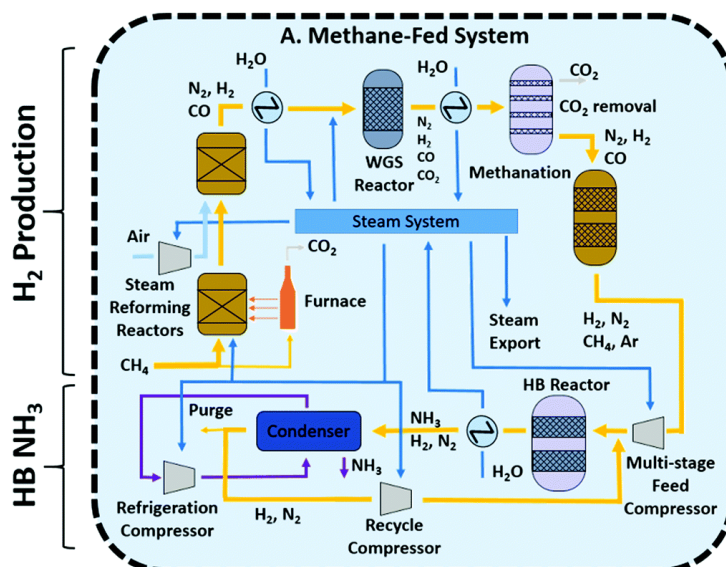 A. Methane-Fed System
H2O
H2O
CO2
N2, H2
CO
CO2 removal
N2
H2
CO
CO2
N2, H2
CO
WGS
Reactor
Methanation
H2 Production
Steam System
Air
CO2
Steam
Reforming
Reactors
Furnace
Steam
Export
H2, N2
CH4, Ar
CH4
HB Reactor
HB NH3
Purge
Condenser
NH3
H2, N2
NH3
H2O
Multi-stage
Feed
Compressor
Refrigeration
Compressor
H2, N2
Recycle
Compressor